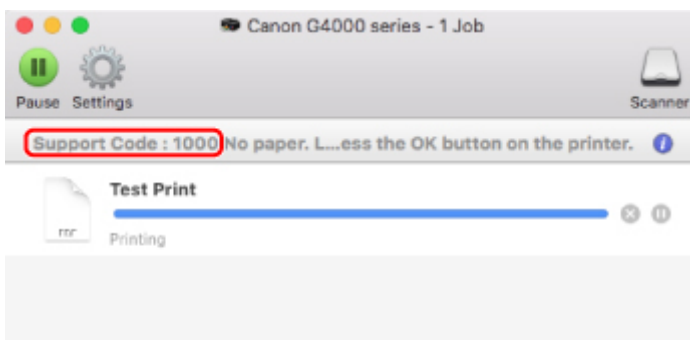 Canon G4000 series - 1 Job
Pause Settings Scanner
Support Code : 1000 No paper. L...ess the OK button on the printer.
Test Print
Printing